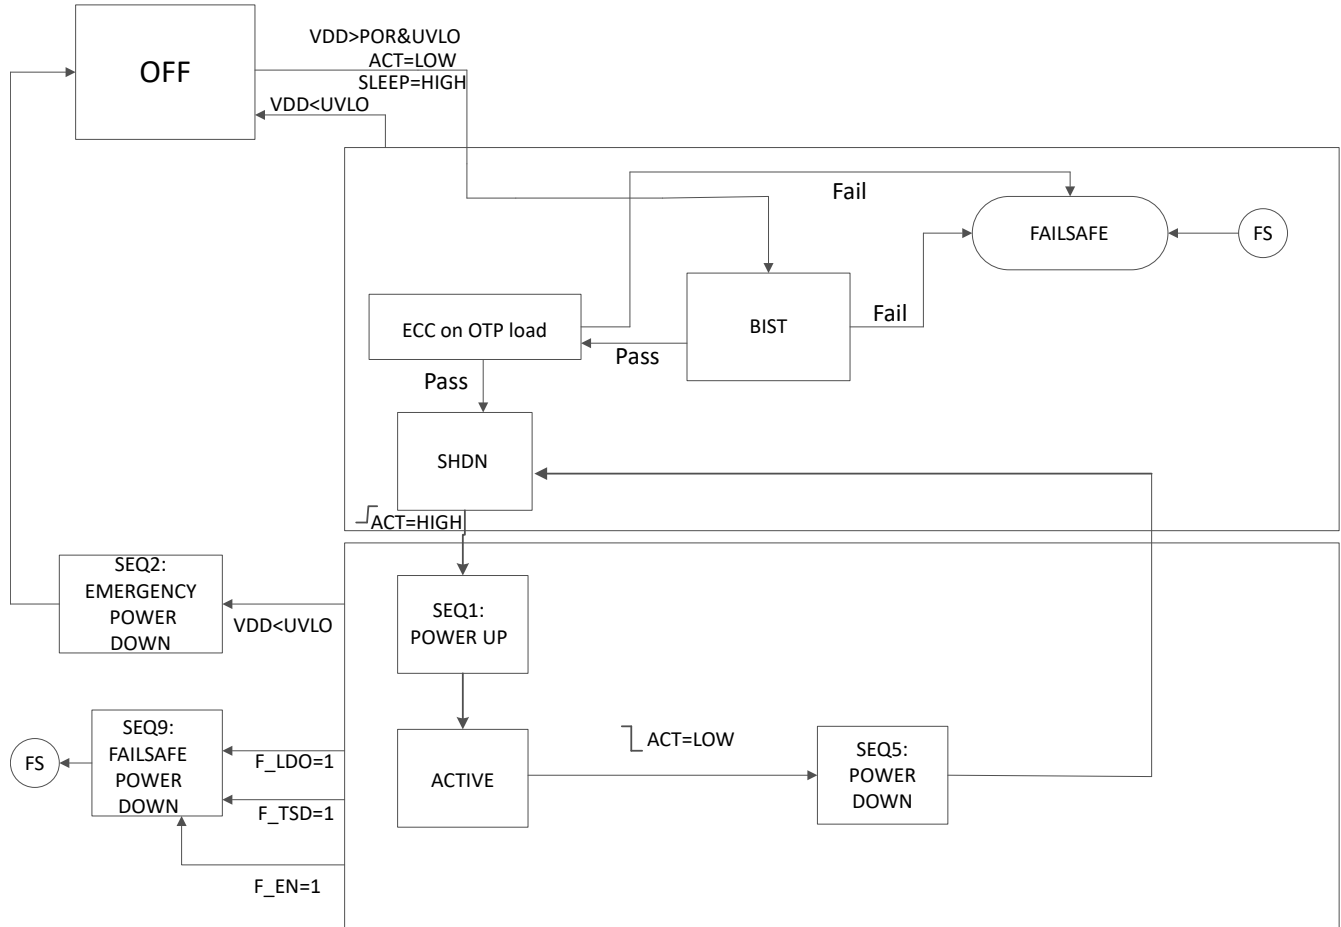 OFF
VDD>POR&UVLO
ACT=LOW
SLEEP=HIGH
VDD<UVLO
Fail
FAILSAFE
FS
ECC on OTP load
BIST
Fail
Pass
Pass
SHDN
ACT=HIGH
SEQ2:
EMERGENCY
POWER
DOWN
VDD<UVLO
SEQ1:
POWER UP
SEQ9:
FAILSAFE
POWER
DOWN
FS
F_LDO=1
F_TSD=1
F_EN=1
ACTIVE
ACT=LOW
SEQ5:
POWER
DOWN